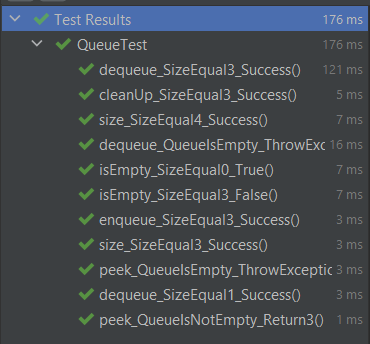 Test Results 176 ms
QueueTest 176 ms
dequeue_SizeEqual3_Success() 121 ms
cleanUp_SizeEqual3_Success() 5 ms
size_SizeEqual4_Success() 7 ms
dequeue_QueueIsEmpty_ThrowExc 16 ms
isEmpty_SizeEqual0_True() 7 ms
isEmpty_SizeEqual3_False() 7 ms
enqueue_SizeEqual3_Success() 3 ms
size_SizeEqual3_Success() 3 ms
peek_QueueIsEmpty_ThrowExceptio 3 ms
dequeue_SizeEqual1_Success() 3 ms
peek_QueueIsNotEmpty_Return3() 1 ms